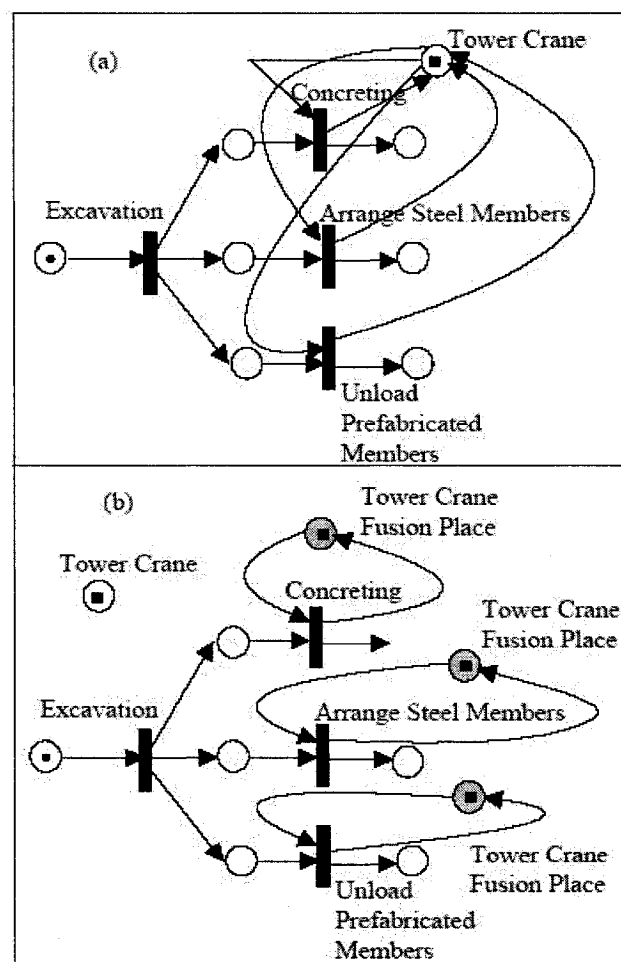 (a)
Tower Crane
Concreting
Excavation
Arrange Steel Members
Unload
Prefabricated
Members
(b)
Tower Crane
Fusion Place
Tower Crane
Concreting
Tower Crane
Fusion Place
Excavation
Arrange Steel Members
Tower Crane
Fusion Place
Unload
Prefabricated
Members